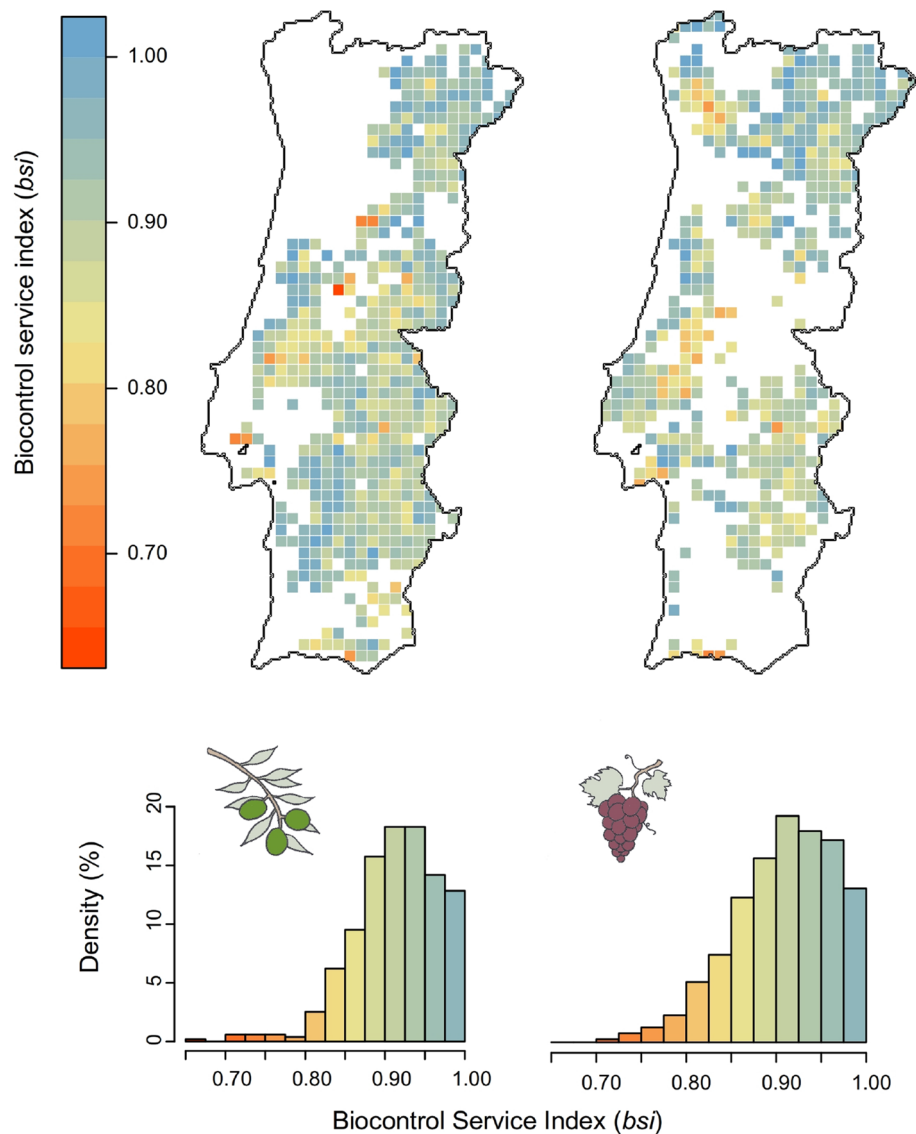 1.00
0.90
0.80
0.70
Biocontrol service index (bsi)
20
15
10
5
0
Density (%)
0.70 0.80 0.90 1.00
0.70 0.80 0.90 1.00
Biocontrol Service Index (bsi)